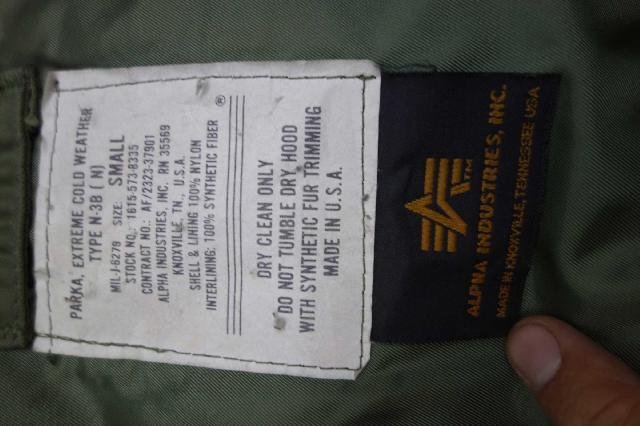 PARKA, EXTREME COLD WEATHER
TYPE N-3B (N)
MIL-J-6279 SIZE: SMALL
STOCK NO.: 1615-573-8335
CONTRACT NO.: AF/2323-37901
ALPHA INDUSTRIES, INC. RN 35569
KNOXVILLE, TN., U.S.A.
SHELL & LINING 100% NYLON
INTERLINING: 100% SYNTHETIC FIBER
®
DRY CLEAN ONLY
DO NOT TUMBLE DRY HOOD
WITH SYNTHETIC FUR TRIMMING
MADE IN U.S.A.
TM
ALPHA INDUSTRIES, INC.
MADE IN KNOXVILLE, TENNESSEE USA